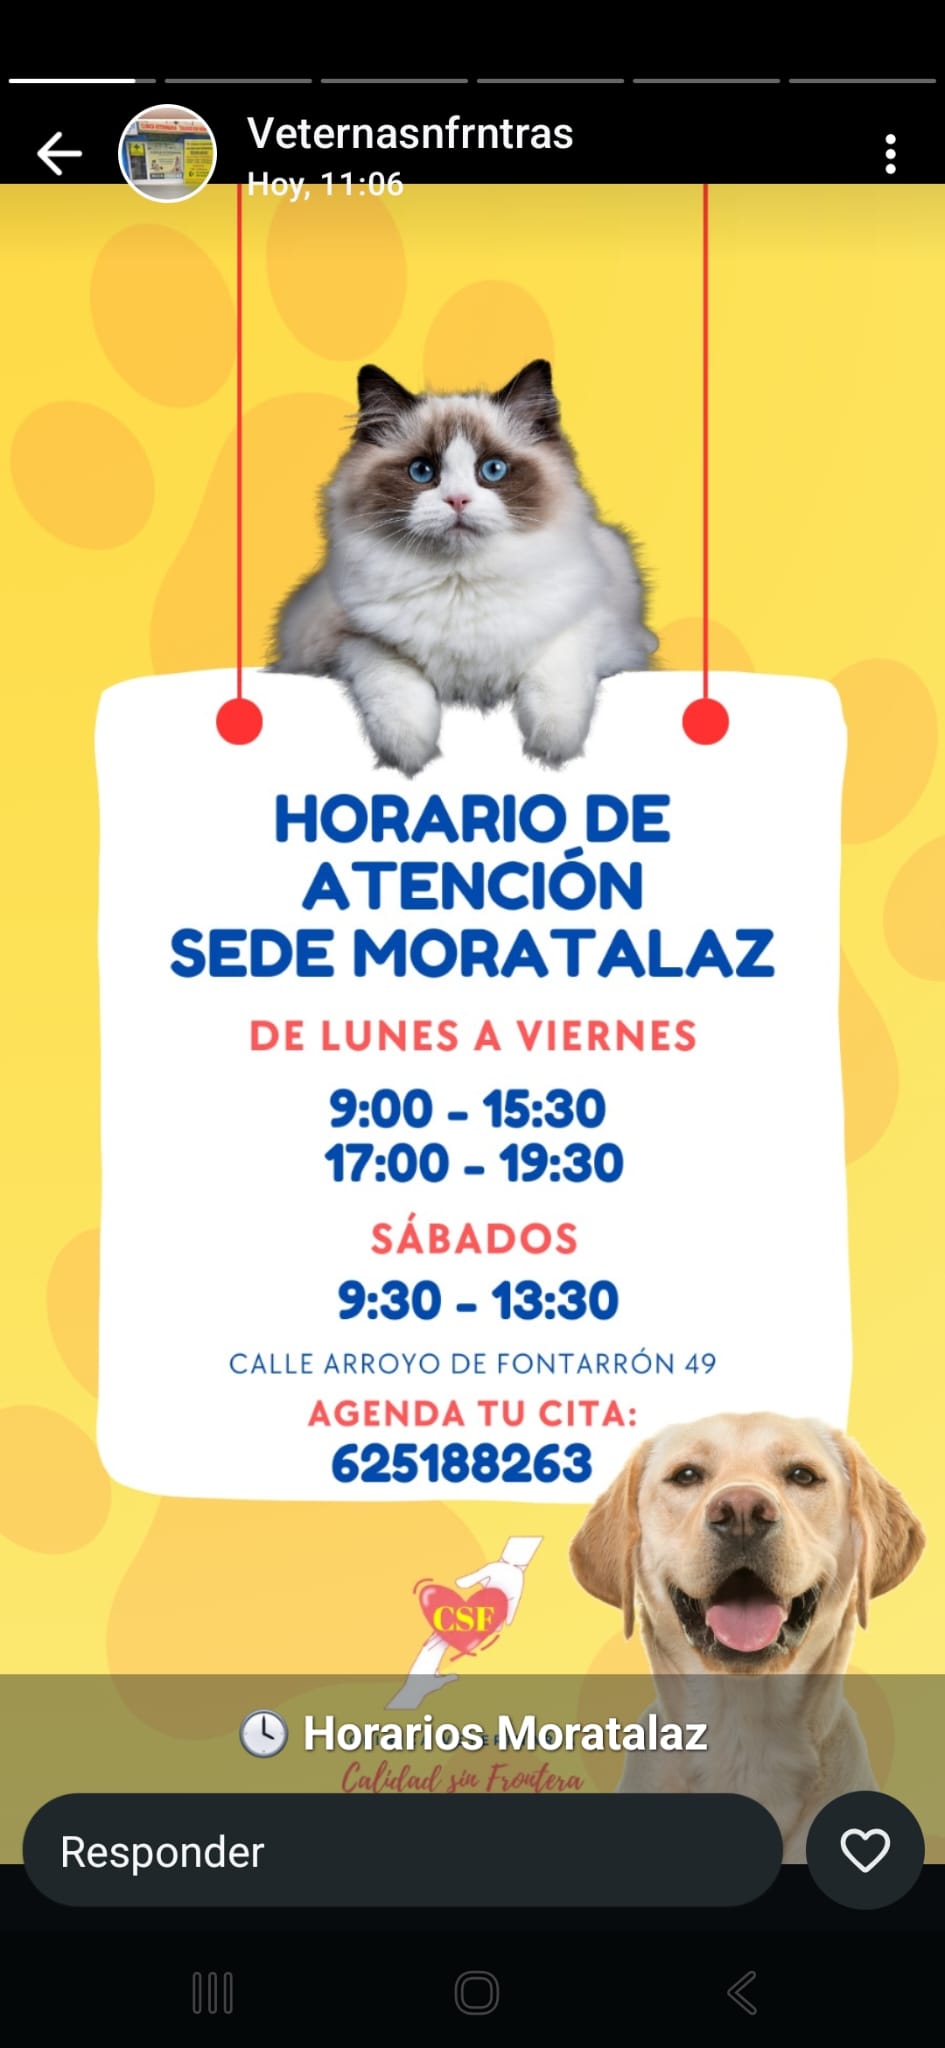 Veternasnfrntras
Hoy, 11:06
HORARIO DE
ATENCIÓN
SEDE MORATALAZ
DE LUNES A VIERNES
9:00 - 15:30
17:00 - 19:30
SÁBADOS
9:30 - 13:30
CALLE ARROYO DE FONTARRÓN 49
AGENDA TU CITA:
625188263
CSF
Horarios Moratalaz
Calidad sin Frontera
Responder